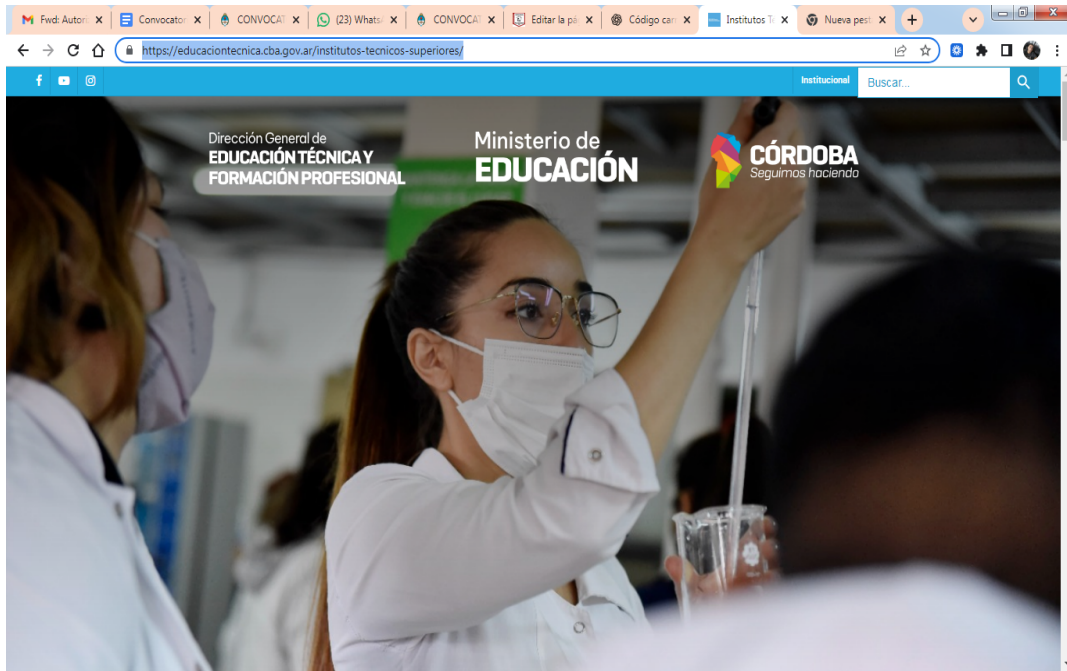 Fwd: Autor
Convocator
CONVOCAT
(23) Whats
CONVOCAT
Editar la pá
Código car
Institutos T
Nueva pest
https://educaciontecnica.cba.gov.ar/institutos-tecnicos-superiores/
Institucional
Buscar...
Dirección General de
EDUCACIÓN TÉCNICA Y
FORMACIÓN PROFESIONAL
Ministerio de
EDUCACIÓN
CÓRDOBA
Seguimos haciendo